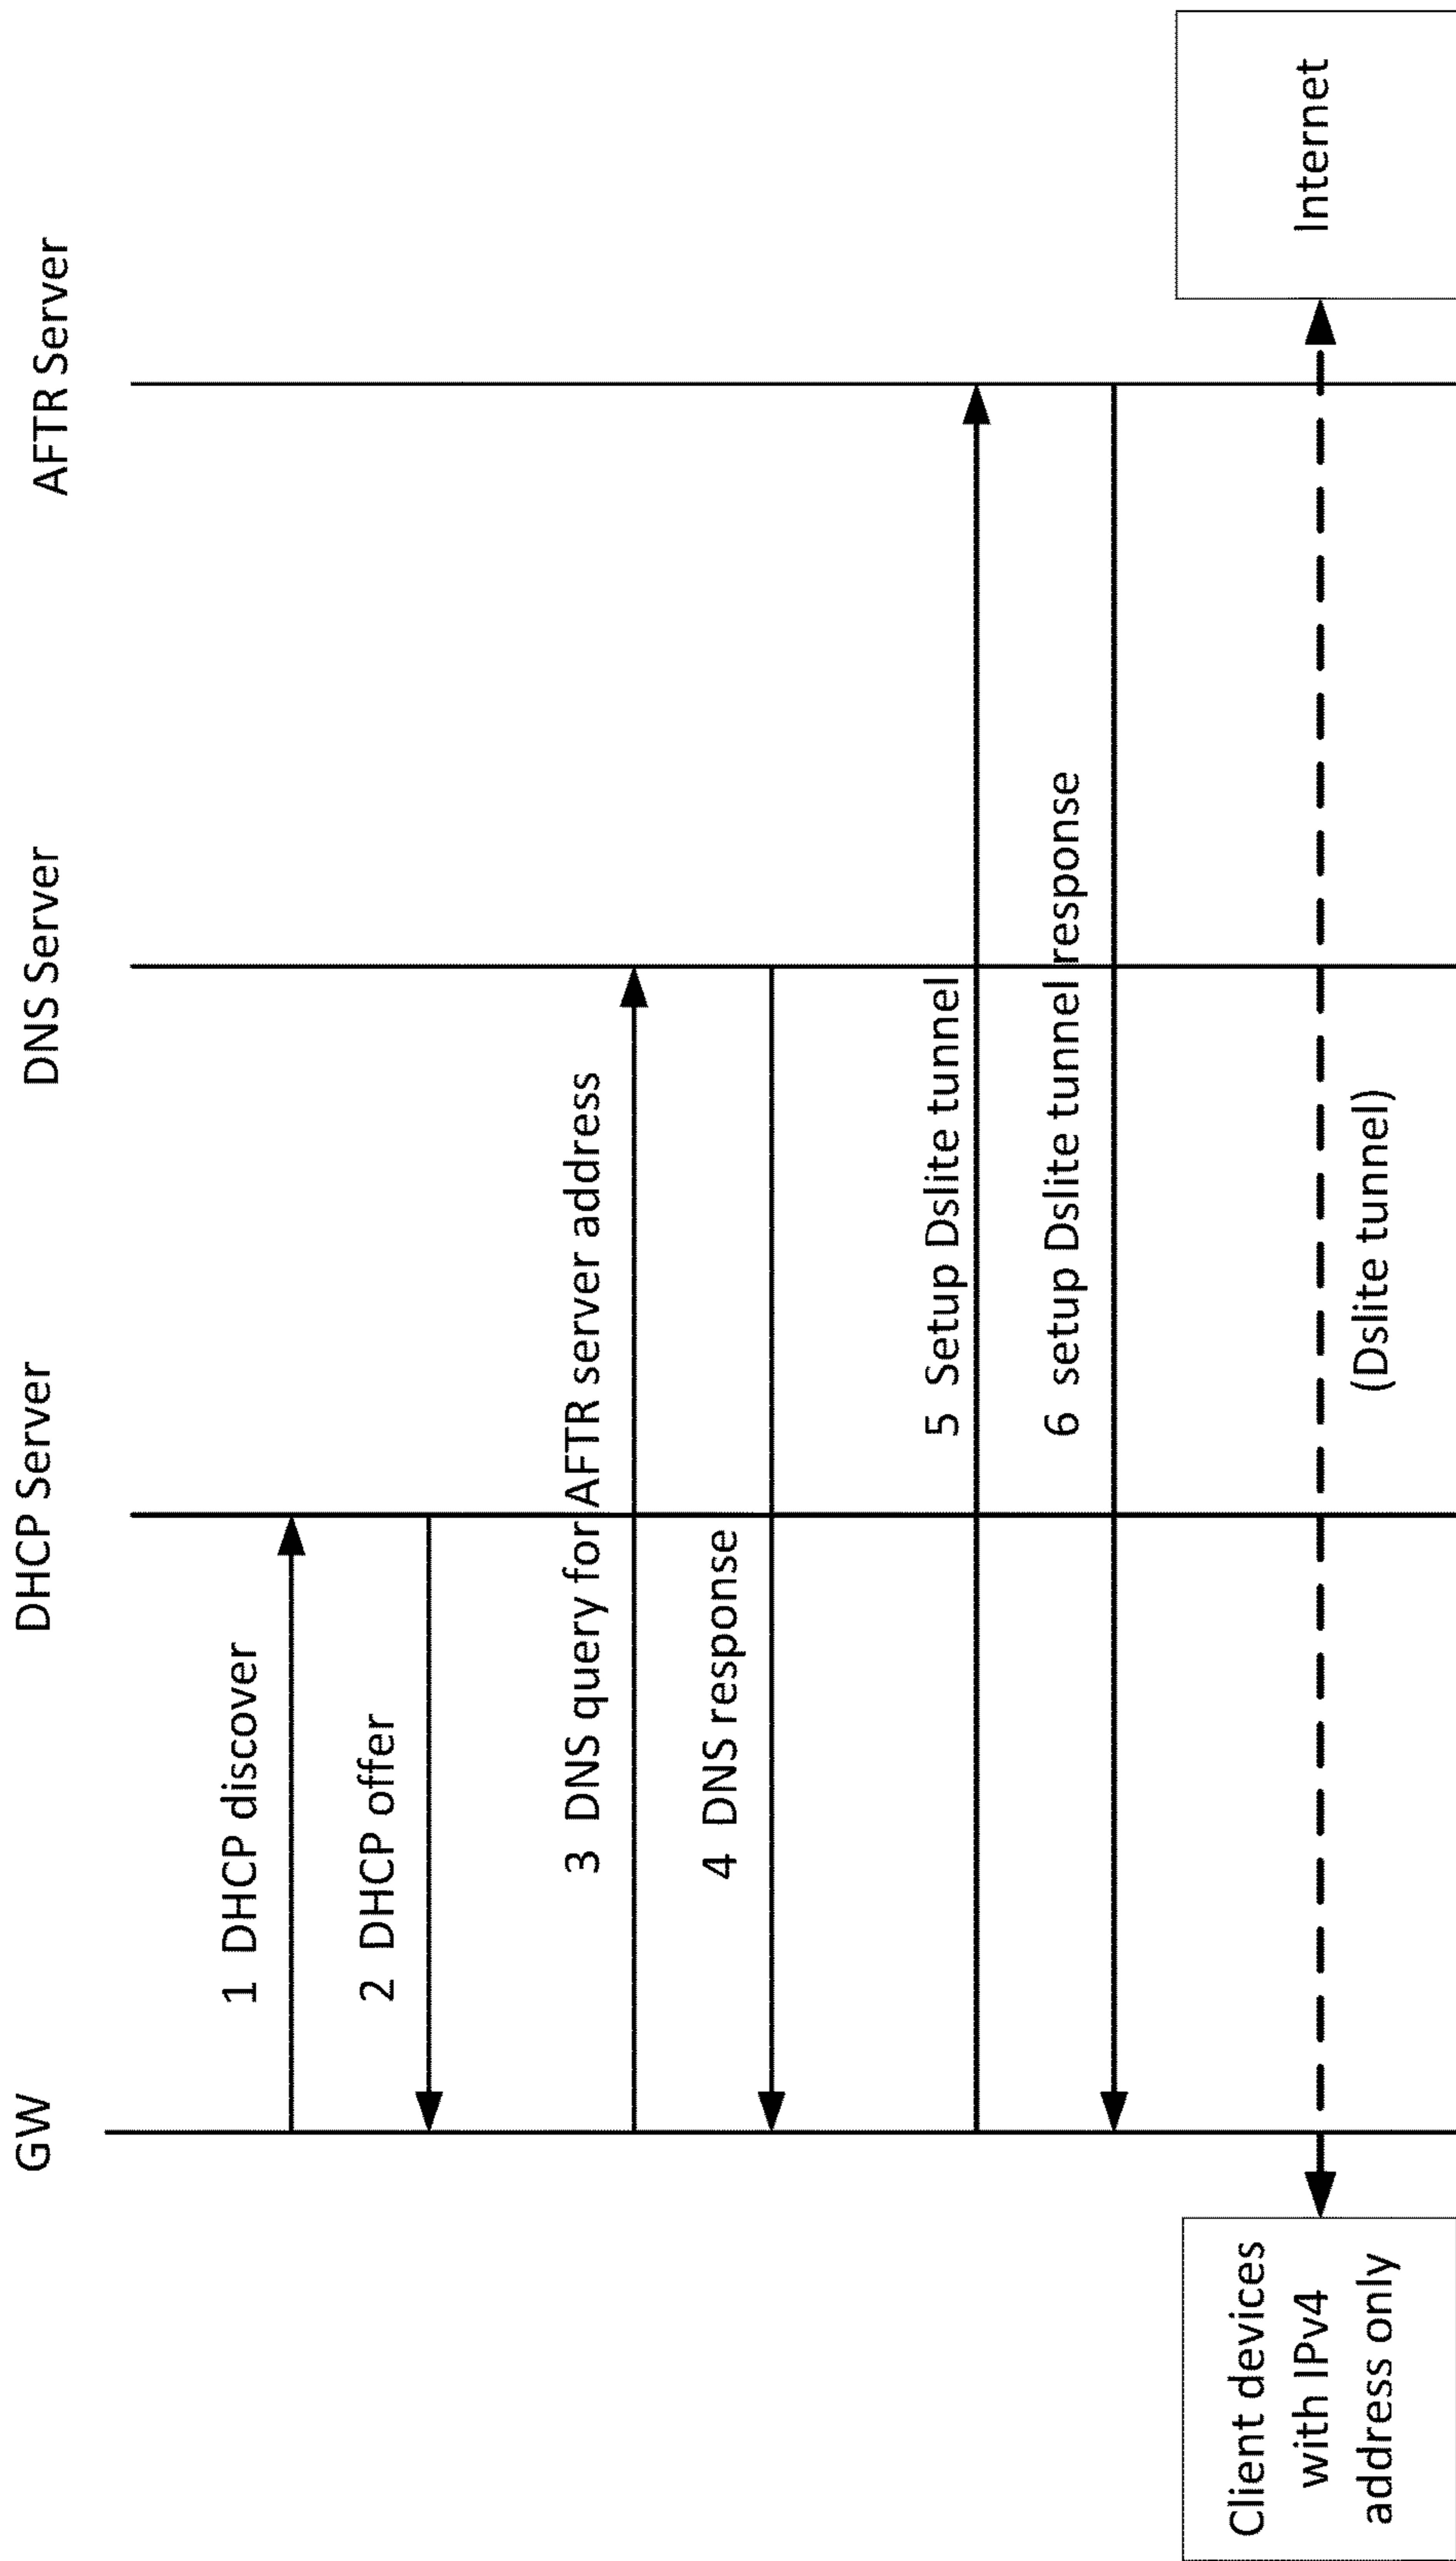 GW
DHCP Server
DNS Server
AFTR Server
1 DHCP discover
2 DHCP offer
3 DNS query for AFTR server address
4 DNS response
5 Setup Dslite tunnel
6 setup Dslite tunnel response
Client devices
with IPv4
address only
(Dslite tunnel)
Internet